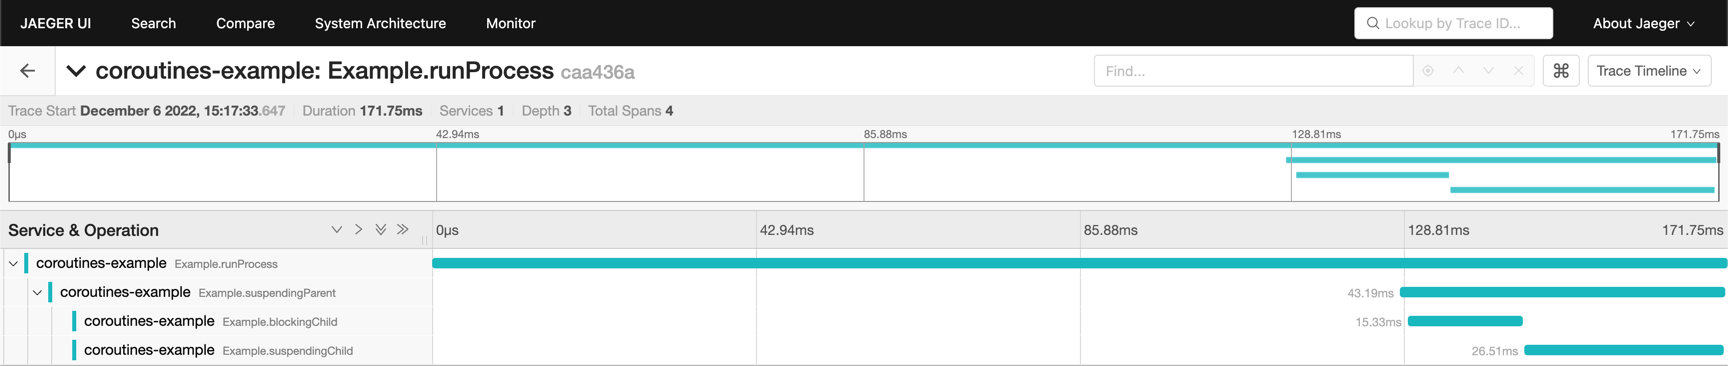 JAEGER UI Search Compare System Architecture Monitor Lookup by Trace ID... About Jaeger
coroutines-example: Example.runProcess caa436a Find... ⌘ Trace Timeline
Trace Start December 6 2022, 15:17:33.647 Duration 171.75ms Services 1 Depth 3 Total Spans 4
0μs 42.94ms 85.88ms 128.81ms 171.75ms
Service & Operation 0μs 42.94ms 85.88ms 128.81ms 171.75ms
coroutines-example Example.runProcess
coroutines-example Example.suspendingParent 43.19ms
coroutines-example Example.blockingChild 15.33ms
coroutines-example Example.suspendingChild 26.51ms